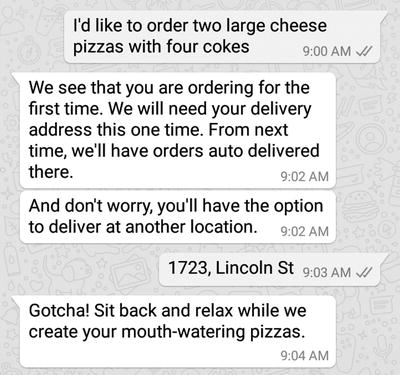 I'd like to order two large cheese
pizzas with four cokes
9:00 AM
We see that you are ordering for the
first time. We will need your delivery
address this one time. From next
time, we'll have orders auto delivered
there.
9:02 AM
And don't worry, you'll have the option
to deliver at another location.
9:02 AM
1723, Lincoln St
9:03 AM
Gotcha! Sit back and relax while we
create your mouth-watering pizzas.
9:04 AM